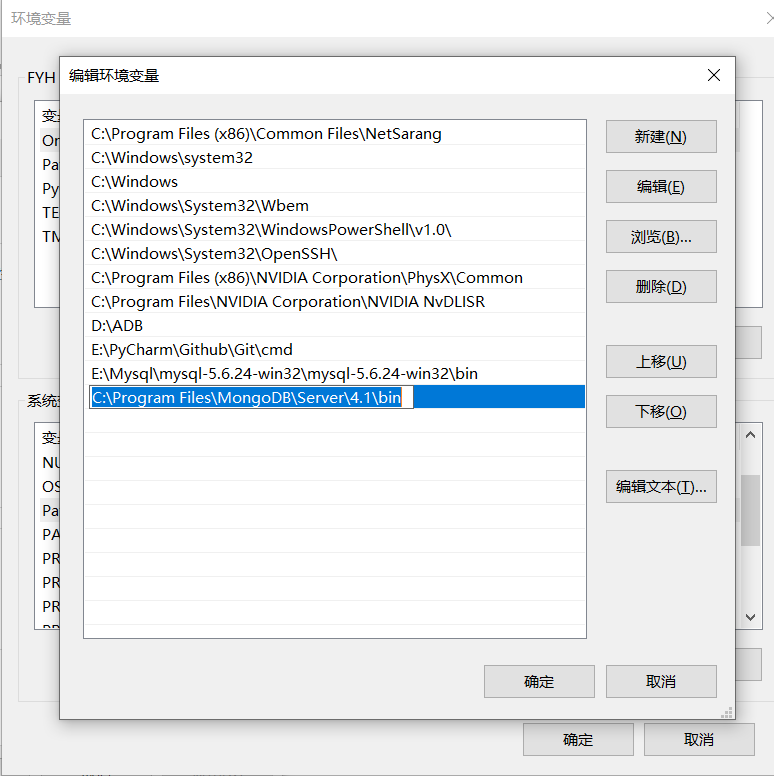 环境变量
编辑环境变量
FYH
C:\Program Files (x86)\Common Files\NetSarang
C:\Windows\system32
C:\Windows
C:\Windows\System32\Wbem
C:\Windows\System32\WindowsPowerShell\v1.0\
C:\Windows\System32\OpenSSH\
C:\Program Files (x86)\NVIDIA Corporation\PhysX\Common
C:\Program Files\NVIDIA Corporation\NVIDIA NvDLISR
D:\ADB
E:\PyCharm\Github\Git\cmd
E:\Mysql\mysql-5.6.24-win32\mysql-5.6.24-win32\bin
C:\Program Files\MongoDB\Server\4.1\bin
新建(N)
编辑(E)
浏览(B)...
删除(D)
上移(U)
下移(O)
编辑文本(T)...
变
Or
Pa
Py
TE
TM
系统
变
NU
OS
Pa
PA
PR
PR
PR
确定
取消
确定
取消